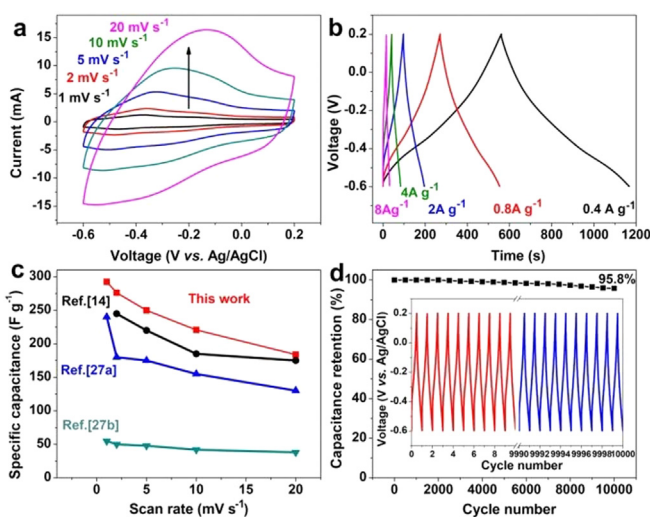 a
20 mV s⁻¹
10 mV s⁻¹
5 mV s⁻¹
2 mV s⁻¹
1 mV s⁻¹
15
10
5
0
-5
-10
-15
Current (mA)
-0.6 -0.4 -0.2 0.0 0.2
Voltage (V vs. Ag/AgCl)
b
0.2
0.0
-0.2
-0.4
-0.6
Voltage (V)
8Ag⁻¹
4A g⁻¹
2A g⁻¹
0.8A g⁻¹
0.4 A g⁻¹
0 200 400 600 800 1000 1200
Time (s)
c
300
250
200
150
100
50
0
Specific capacitance (F g⁻¹)
This work
Ref.[14]
Ref.[27a]
Ref.[27b]
0 5 10 15 20
Scan rate (mV s⁻¹)
d
100
80
60
40
20
0
Capacitance retention (%)
95.8%
0.2
0.0
-0.2
-0.4
-0.6
Voltage (V vs. Ag/AgCl)
0 2 4 6 8 9990 9992 9994 9996 9998 10000
Cycle number
0 2000 4000 6000 8000 10000
Cycle number